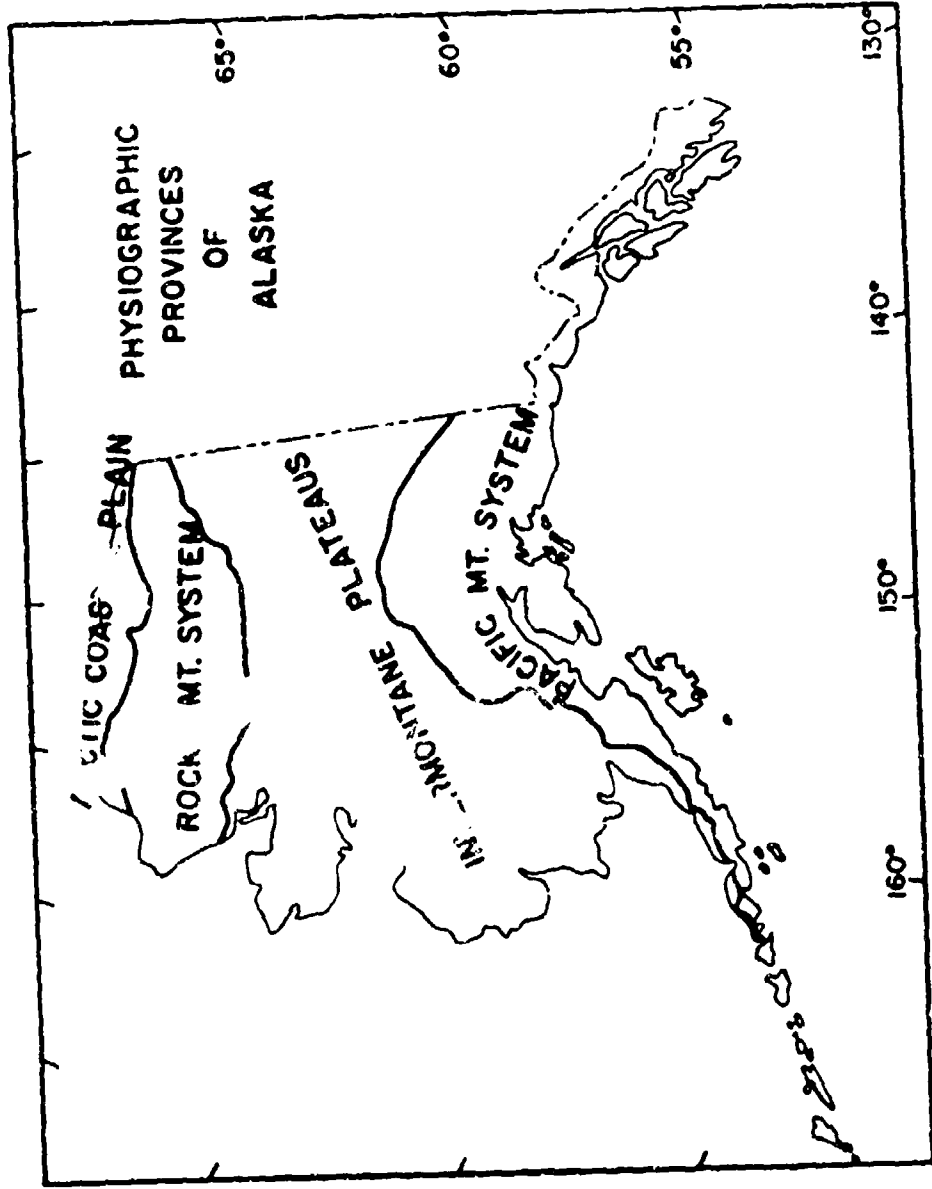 PHYSIOGRAPHIC
PROVINCES
OF
ALASKA
PLAIN
ROCK MT. SYSTEM
PLATEAUS
PACIFIC MT. SYSTEM
65°
60°
55°
130°
140°
150°
160°